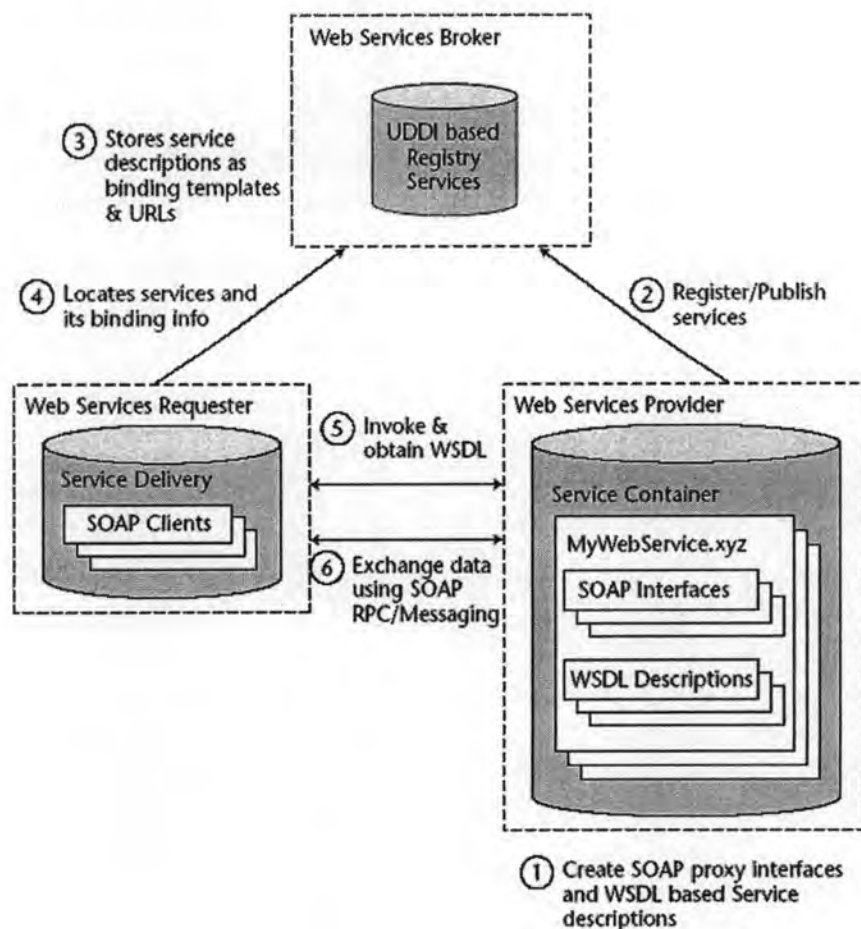 Web Services Broker
UDDI based
Registry
Services
3 Stores service
descriptions as
binding templates
& URLs
4 Locates services and
its binding info
2 Register/Publish
services
Web Services Requester
Service Delivery
SOAP Clients
5 Invoke &
obtain WSDL
6 Exchange data
using SOAP
RPC/Messaging
Web Services Provider
Service Container
MyWebService.xyz
SOAP Interfaces
WSDL Descriptions
1 Create SOAP proxy interfaces
and WSDL based Service
descriptions